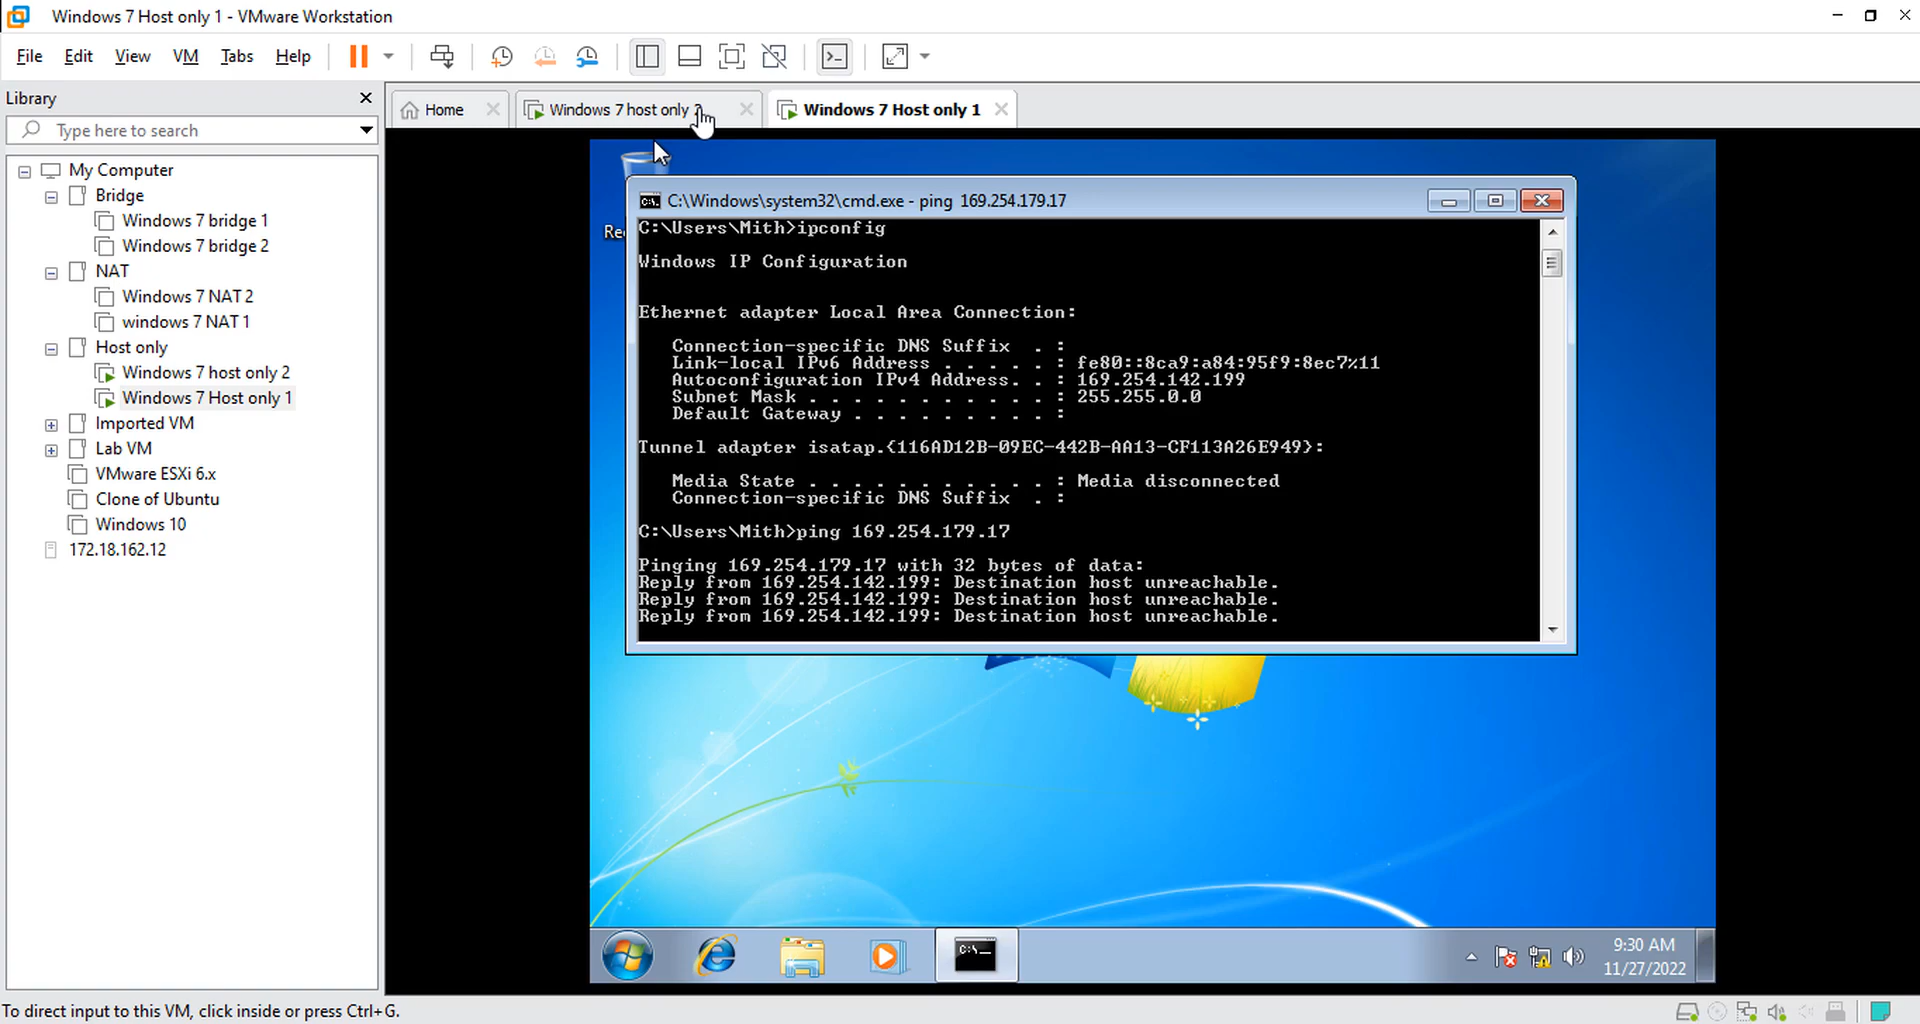 Windows 7 Host only 1 - VMware Workstation
File Edit View VM Tabs Help
Library
Type here to search
My Computer
Bridge
Windows 7 bridge 1
Windows 7 bridge 2
NAT
Windows 7 NAT 2
windows 7 NAT 1
Host only
Windows 7 host only 2
Windows 7 Host only 1
Imported VM
Lab VM
VMware ESXi 6.x
Clone of Ubuntu
Windows 10
172.18.162.12
Home
Windows 7 host only
Windows 7 Host only 1
C:\Windows\system32\cmd.exe - ping 169.254.179.17
C:\Users\Mith>ipconfig
Windows IP Configuration
Ethernet adapter Local Area Connection:
Connection-specific DNS Suffix . :
Link-local IPv6 Address . . . . . : fe80::8ca9:a84:95f9:8ec7%11
Autoconfiguration IPv4 Address. . : 169.254.142.199
Subnet Mask . . . . . . . . . . . : 255.255.0.0
Default Gateway . . . . . . . . . :
Tunnel adapter isatap.{116AD12B-09EC-442B-AA13-CF113A26E949}:
Media State . . . . . . . . . . . : Media disconnected
Connection-specific DNS Suffix . :
C:\Users\Mith>ping 169.254.179.17
Pinging 169.254.179.17 with 32 bytes of data:
Reply from 169.254.142.199: Destination host unreachable.
Reply from 169.254.142.199: Destination host unreachable.
Reply from 169.254.142.199: Destination host unreachable.
9:30 AM
11/27/2022
To direct input to this VM, click inside or press Ctrl+G.